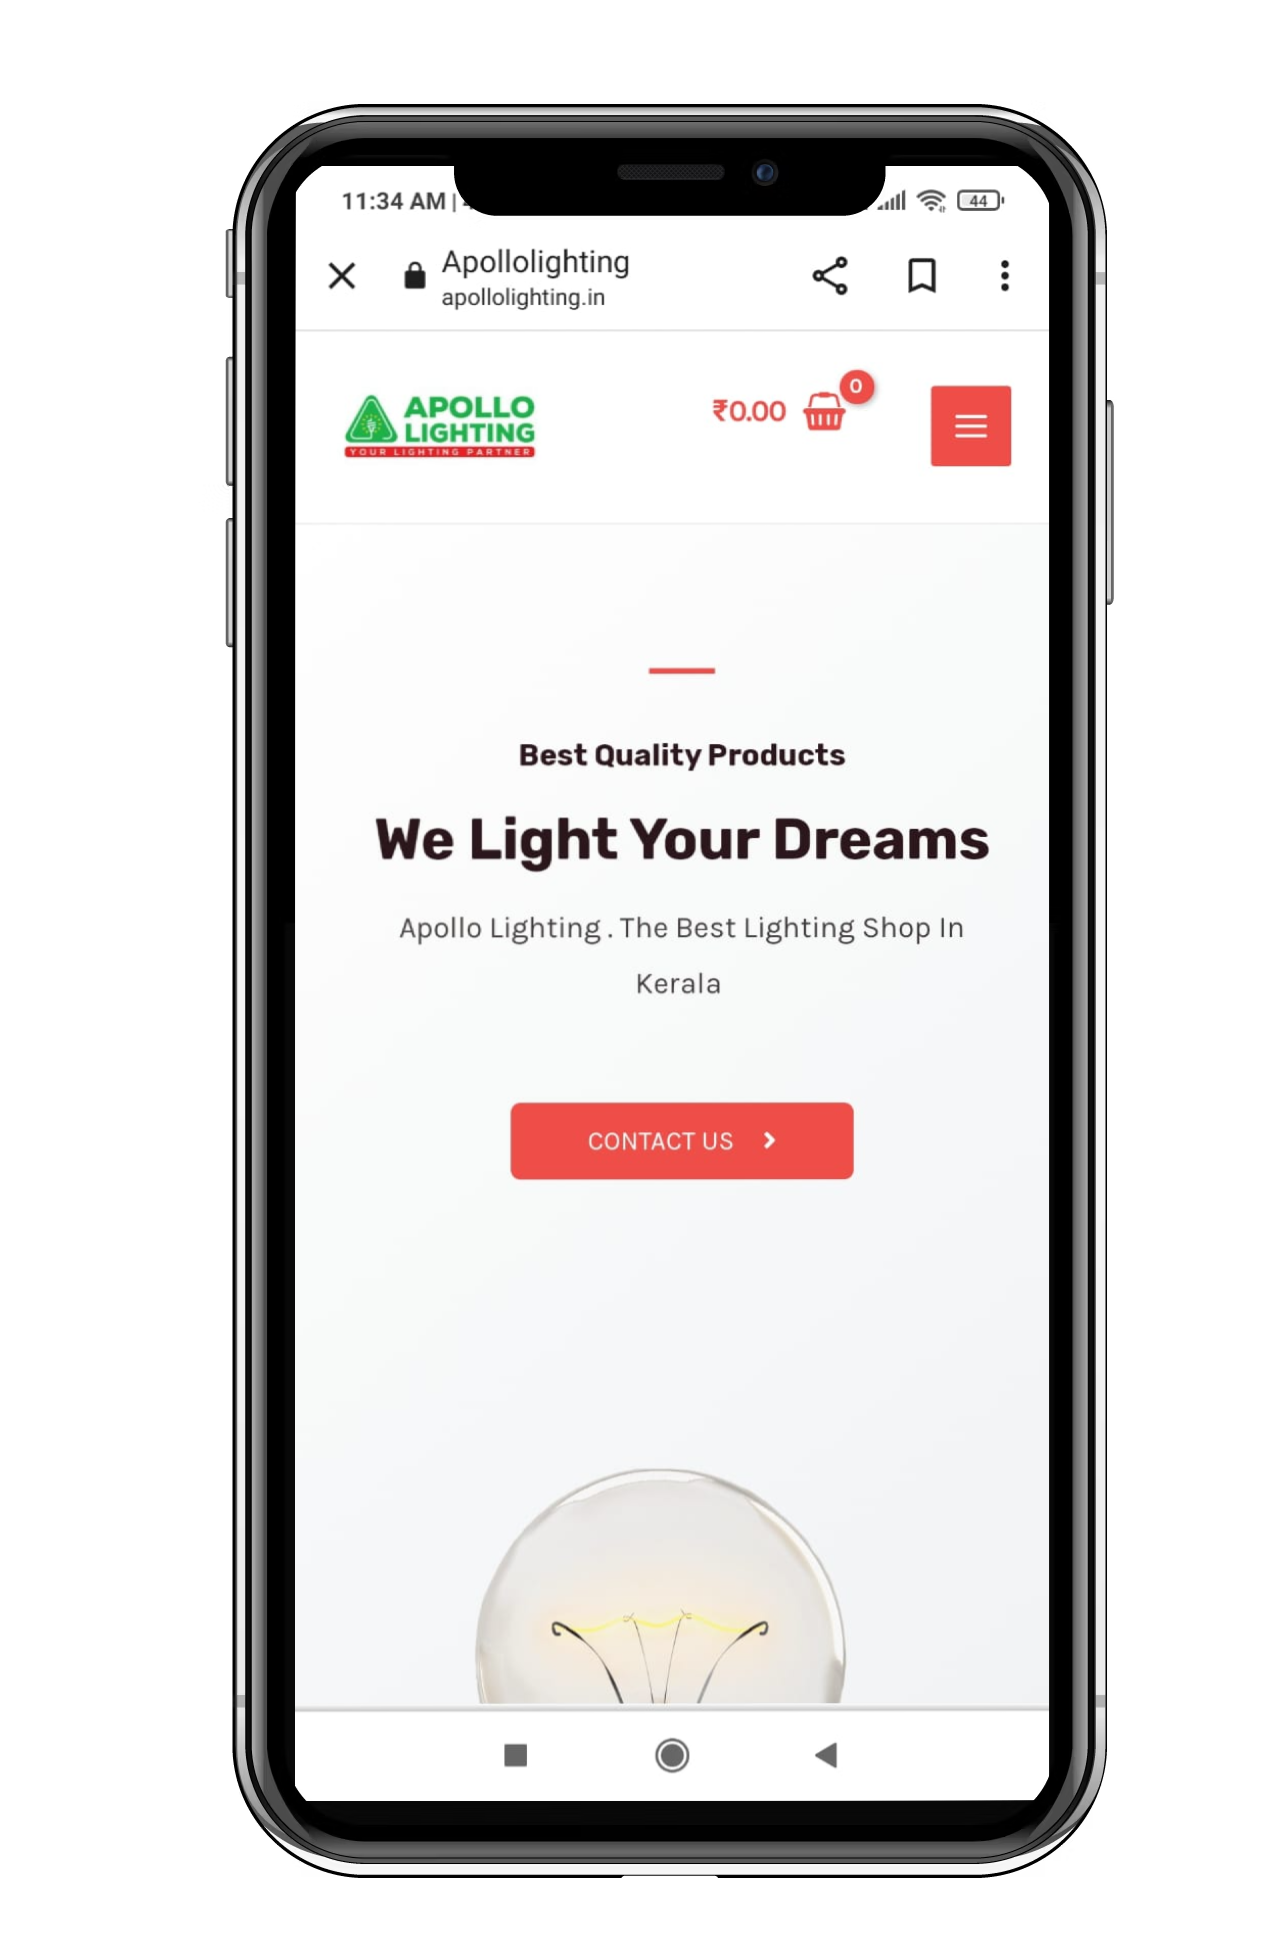 11:34 AM |
44
Apollolighting
apollolighting.in
APOLLO
LIGHTING
YOUR LIGHTING PARTNER
₹0.00
0
Best Quality Products
We Light Your Dreams
Apollo Lighting . The Best Lighting Shop In
Kerala
CONTACT US